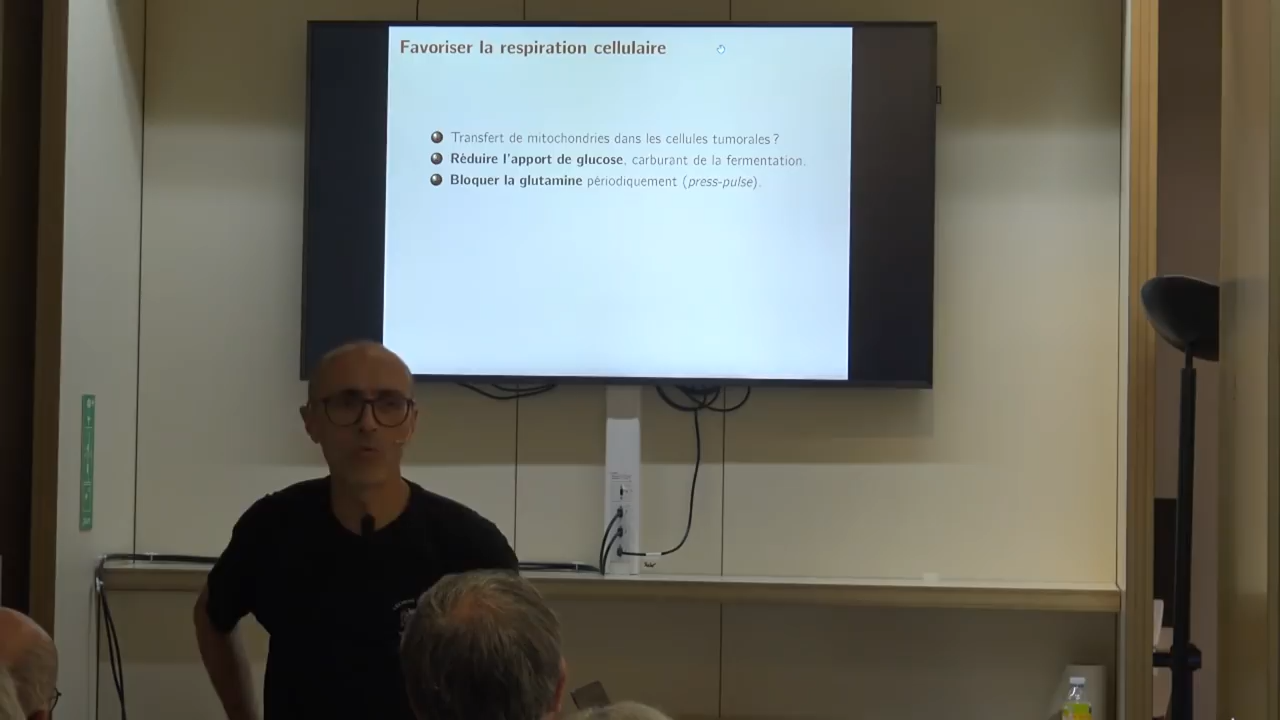 Favoriser la respiration cellulaire
Transfert de mitochondries dans les cellules tumorales ?
Réduire l'apport de glucose, carburant de la fermentation.
Bloquer la glutamine périodiquement (press-pulse).